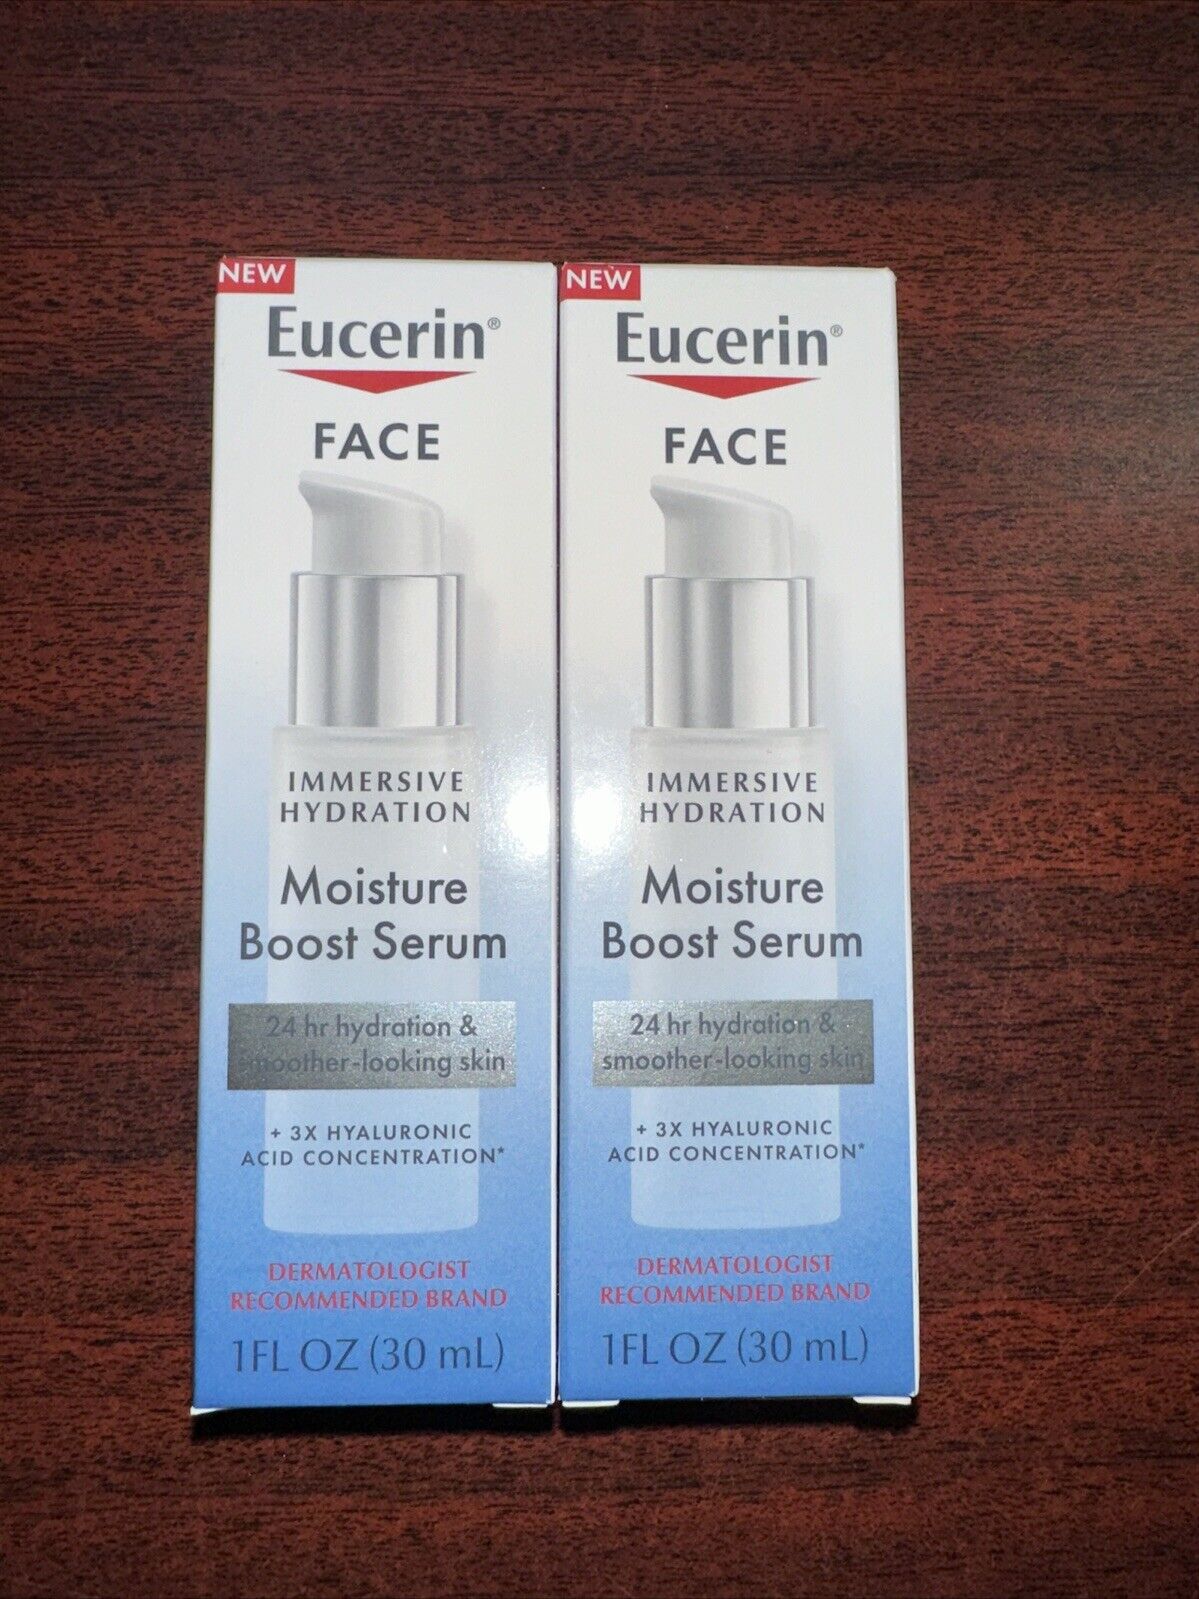 NEW
Eucerin®
FACE
IMMERSIVE
HYDRATION
Moisture
Boost Serum
24 hr hydration &
smoother-looking skin
+ 3X HYALURONIC
ACID CONCENTRATION*
DERMATOLOGIST
RECOMMENDED BRAND
1FL OZ (30 mL)
NEW
Eucerin®
FACE
IMMERSIVE
HYDRATION
Moisture
Boost Serum
24 hr hydration &
smoother-looking skin
+ 3X HYALURONIC
ACID CONCENTRATION*
DERMATOLOGIST
RECOMMENDED BRAND
1FL OZ (30 mL)